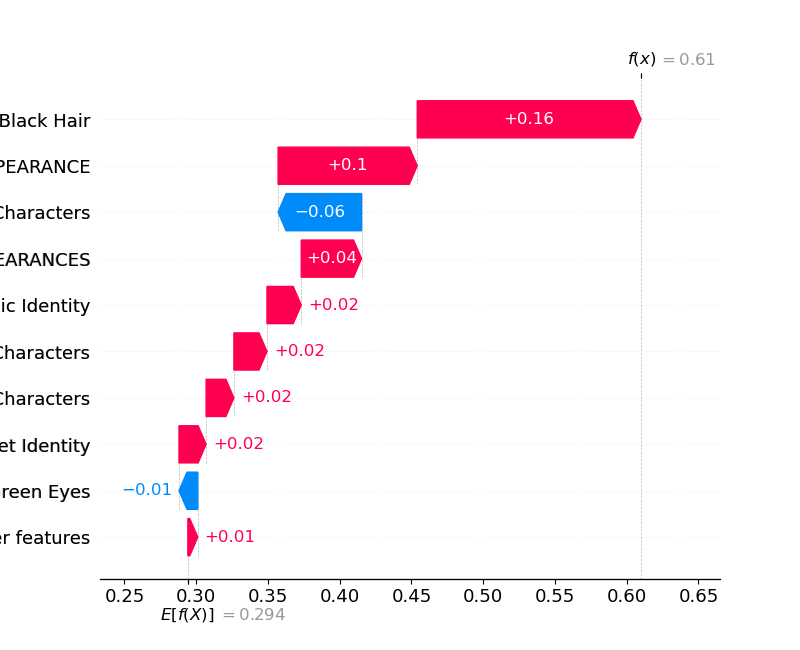 f(x) = 0.61
Black Hair +0.16
PEARANCE +0.1
Characters −0.06
EARANCES +0.04
ic Identity +0.02
Characters +0.02
Characters +0.02
et Identity +0.02
reen Eyes −0.01
er features +0.01
0.25 0.30 0.35 0.40 0.45 0.50 0.55 0.60 0.65
E[f(X)] = 0.294